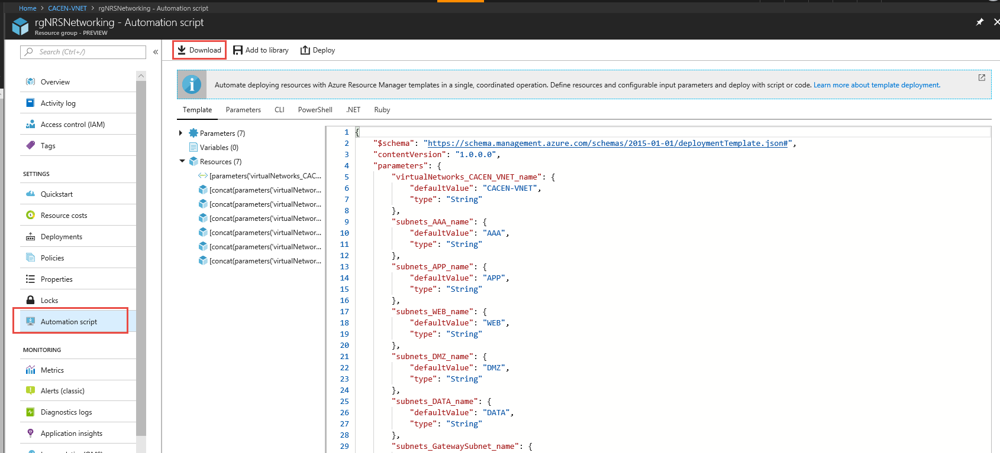 Home > CACEN-VNET > rgNRSNetworking - Automation script
rgNRSNetworking - Automation script
Resource group - PREVIEW
Search (Ctrl+/)
Overview
Activity log
Access control (IAM)
Tags
SETTINGS
Quickstart
Resource costs
Deployments
Policies
Properties
Locks
Automation script
MONITORING
Metrics
Alerts (classic)
Diagnostics logs
Application insights
Download Add to library Deploy
Automate deploying resources with Azure Resource Manager templates in a single, coordinated operation. Define resources and configurable input parameters and deploy with script or code. Learn more about template deployment.
Template Parameters CLI PowerShell .NET Ruby
Parameters (7)
Variables (0)
Resources (7)
[parameters('virtualNetworks_CAC...
[concat(parameters('virtualNetwor...
[concat(parameters('virtualNetwor...
[concat(parameters('virtualNetwor...
[concat(parameters('virtualNetwor...
[concat(parameters('virtualNetwor...
[concat(parameters('virtualNetwor...
1 {
2 "$schema": "https://schema.management.azure.com/schemas/2015-01-01/deploymentTemplate.json#",
3 "contentVersion": "1.0.0.0",
4 "parameters": {
5 "virtualNetworks_CACEN_VNET_name": {
6 "defaultValue": "CACEN-VNET",
7 "type": "String"
8 },
9 "subnets_AAA_name": {
10 "defaultValue": "AAA",
11 "type": "String"
12 },
13 "subnets_APP_name": {
14 "defaultValue": "APP",
15 "type": "String"
16 },
17 "subnets_WEB_name": {
18 "defaultValue": "WEB",
19 "type": "String"
20 },
21 "subnets_DMZ_name": {
22 "defaultValue": "DMZ",
23 "type": "String"
24 },
25 "subnets_DATA_name": {
26 "defaultValue": "DATA",
27 "type": "String"
28 },
29 "subnets_GatewaySubnet_name": {